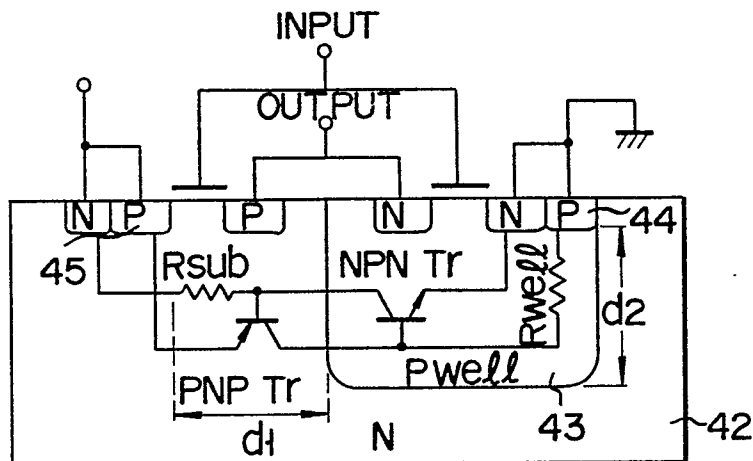 INPUT
OUTPUT
N P P N N P 44
45 Rsub NPN Tr Rwell d2
PNP Tr Pwell
d1 N 43 42